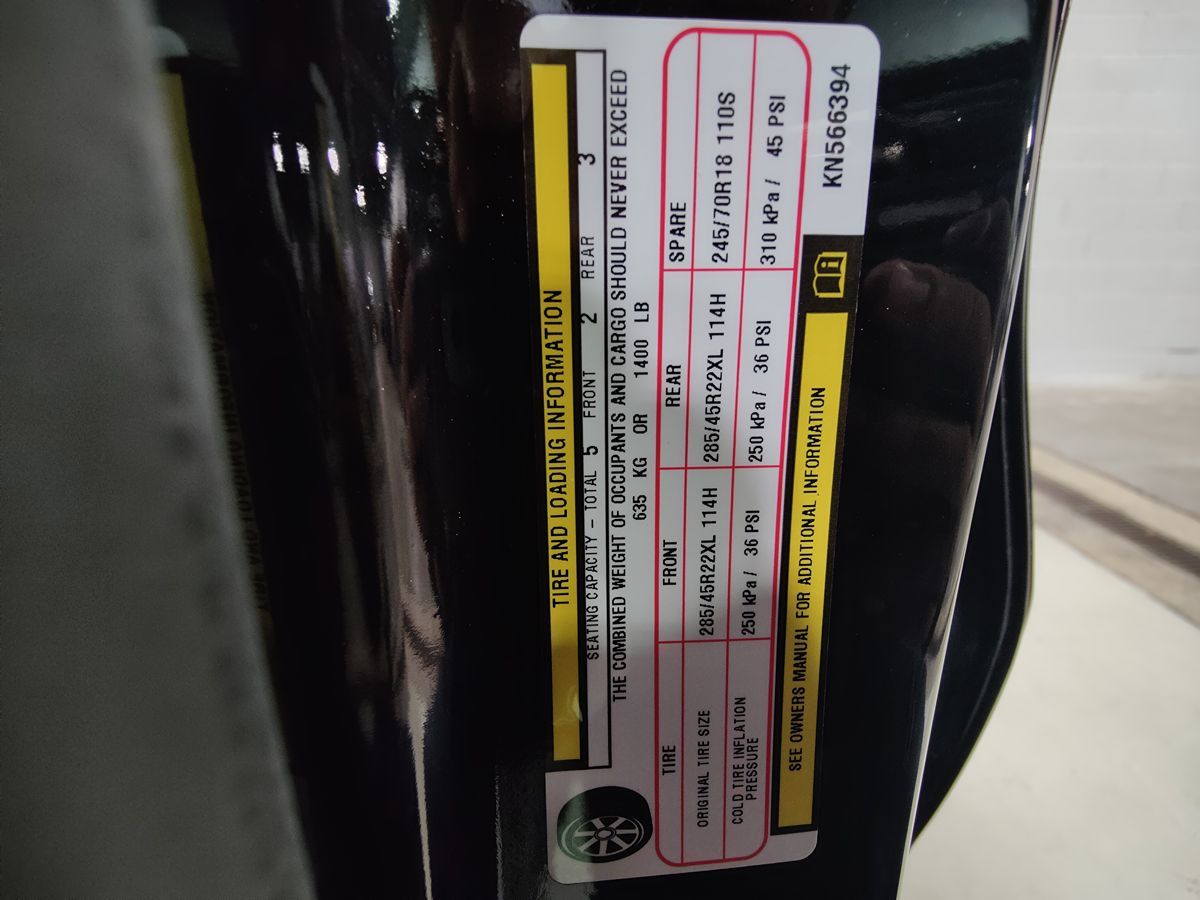 TIRE AND LOADING INFORMATION
SEATING CAPACITY - TOTAL 5 FRONT 2 REAR 3
THE COMBINED WEIGHT OF OCCUPANTS AND CARGO SHOULD NEVER EXCEED
635 KG OR 1400 LB
TIRE FRONT REAR SPARE
ORIGINAL TIRE SIZE 285/45R22XL 114H 285/45R22XL 114H 245/70R18 110S
COLD TIRE INFLATION PRESSURE 250 kPa / 36 PSI 250 kPa / 36 PSI 310 kPa / 45 PSI
SEE OWNERS MANUAL FOR ADDITIONAL INFORMATION
KN566394